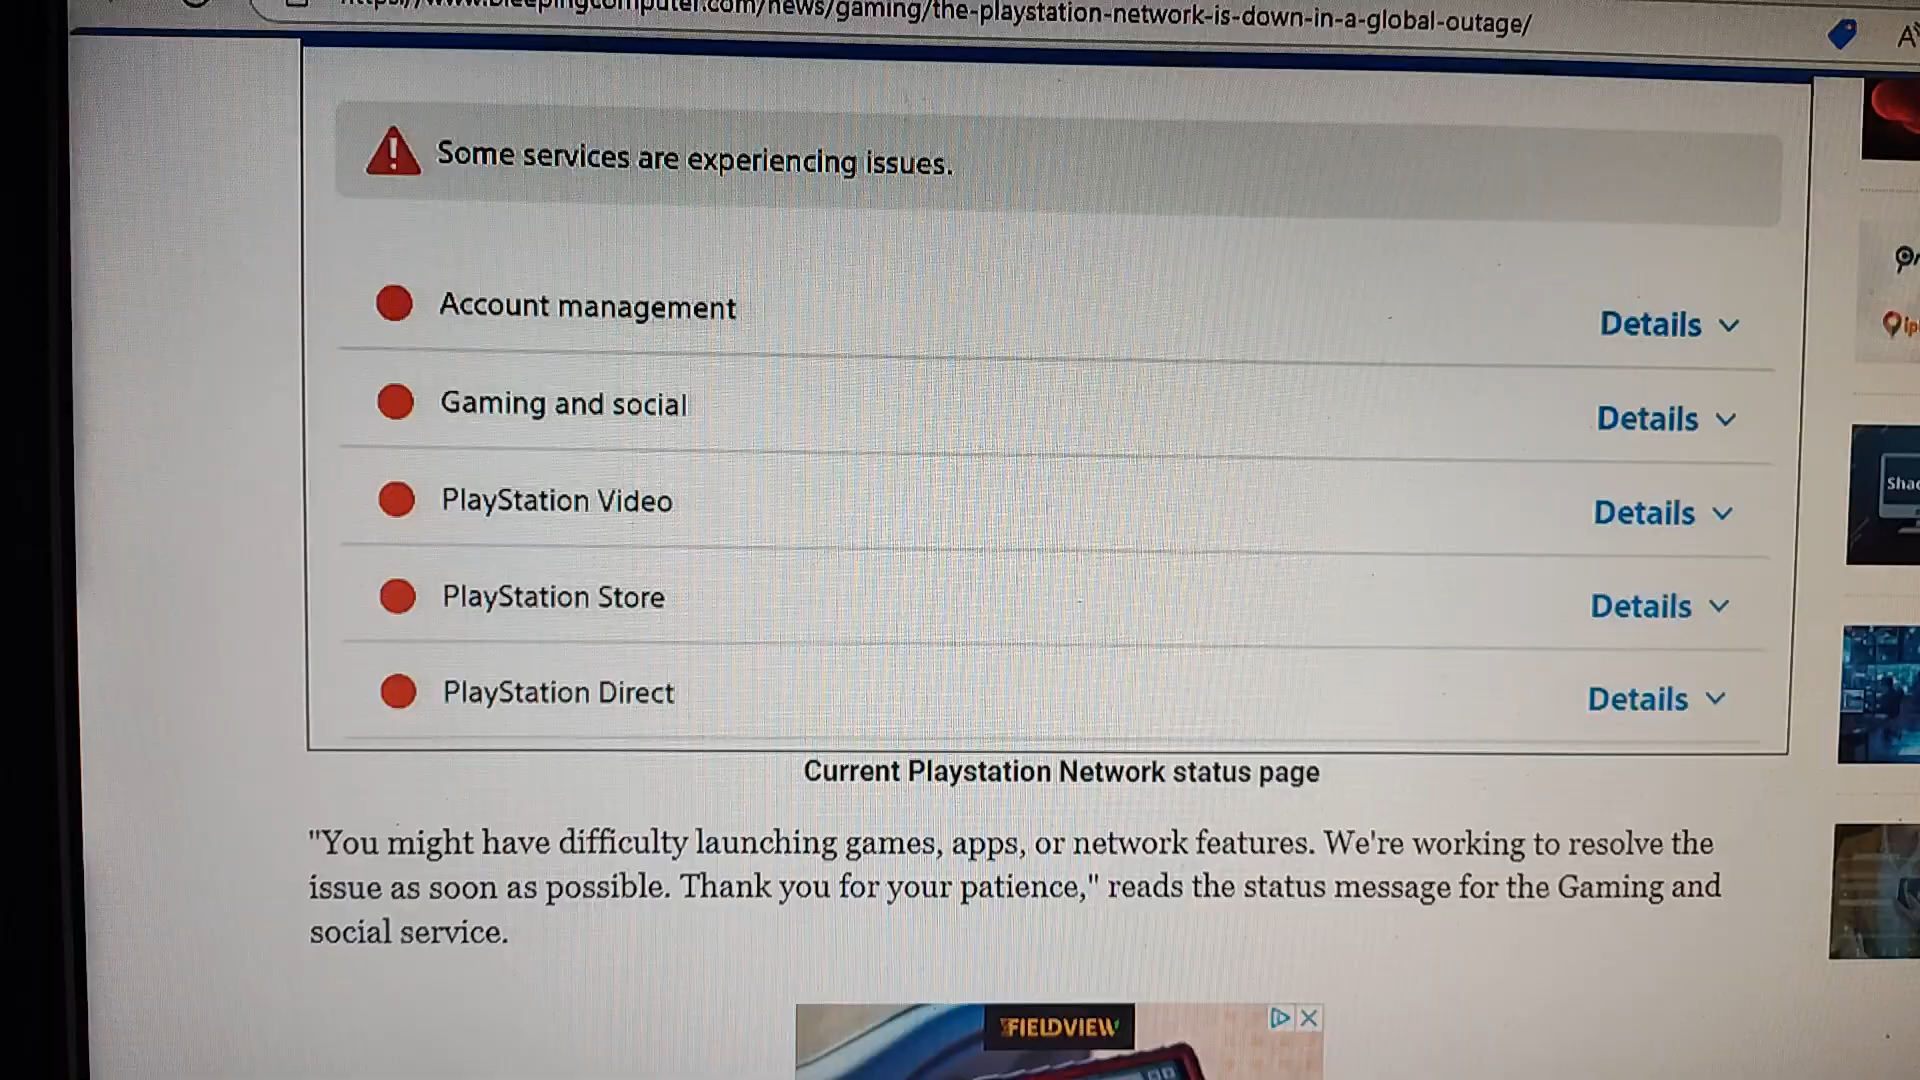 https://www.bleepingcomputer.com/news/gaming/the-playstation-network-is-down-in-a-global-outage/
Some services are experiencing issues.
Account management Details
Gaming and social Details
PlayStation Video Details
PlayStation Store Details
PlayStation Direct Details
Current Playstation Network status page
"You might have difficulty launching games, apps, or network features. We're working to resolve the
issue as soon as possible. Thank you for your patience," reads the status message for the Gaming and
social service.
FIELDVIEW